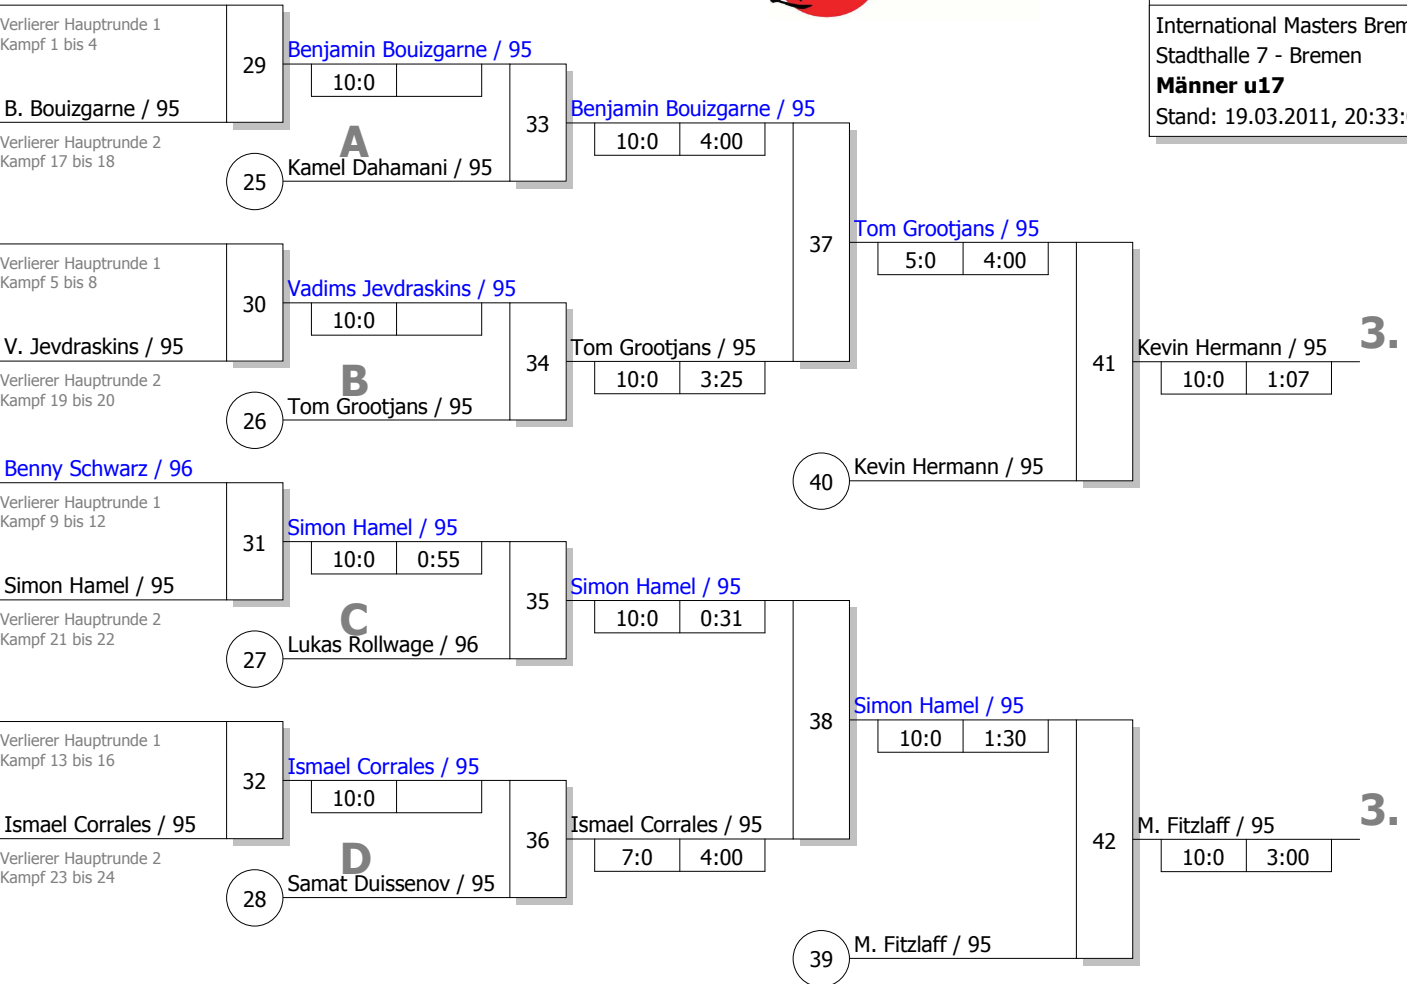 International Masters Brem
Stadthalle 7 - Bremen
Männer u17
Stand: 19.03.2011, 20:33:
Verlierer Hauptrunde 1
Kampf 1 bis 4
29
Benjamin Bouizgarne / 95
10:0
B. Bouizgarne / 95
Verlierer Hauptrunde 2
Kampf 17 bis 18
A
25
Kamel Dahamani / 95
33
Benjamin Bouizgarne / 95
10:0 4:00
Verlierer Hauptrunde 1
Kampf 5 bis 8
30
Vadims Jevdraskins / 95
10:0
V. Jevdraskins / 95
Verlierer Hauptrunde 2
Kampf 19 bis 20
B
26
Tom Grootjans / 95
34
Tom Grootjans / 95
10:0 3:25
37
Tom Grootjans / 95
5:0 4:00
41
Kevin Hermann / 95
10:0 1:07
3.
40
Kevin Hermann / 95
Benny Schwarz / 96
Verlierer Hauptrunde 1
Kampf 9 bis 12
31
Simon Hamel / 95
10:0 0:55
Simon Hamel / 95
Verlierer Hauptrunde 2
Kampf 21 bis 22
C
27
Lukas Rollwage / 96
35
Simon Hamel / 95
10:0 0:31
Verlierer Hauptrunde 1
Kampf 13 bis 16
32
Ismael Corrales / 95
10:0
Ismael Corrales / 95
Verlierer Hauptrunde 2
Kampf 23 bis 24
D
28
Samat Duissenov / 95
36
Ismael Corrales / 95
7:0 4:00
38
Simon Hamel / 95
10:0 1:30
42
M. Fitzlaff / 95
10:0 3:00
3.
39
M. Fitzlaff / 95